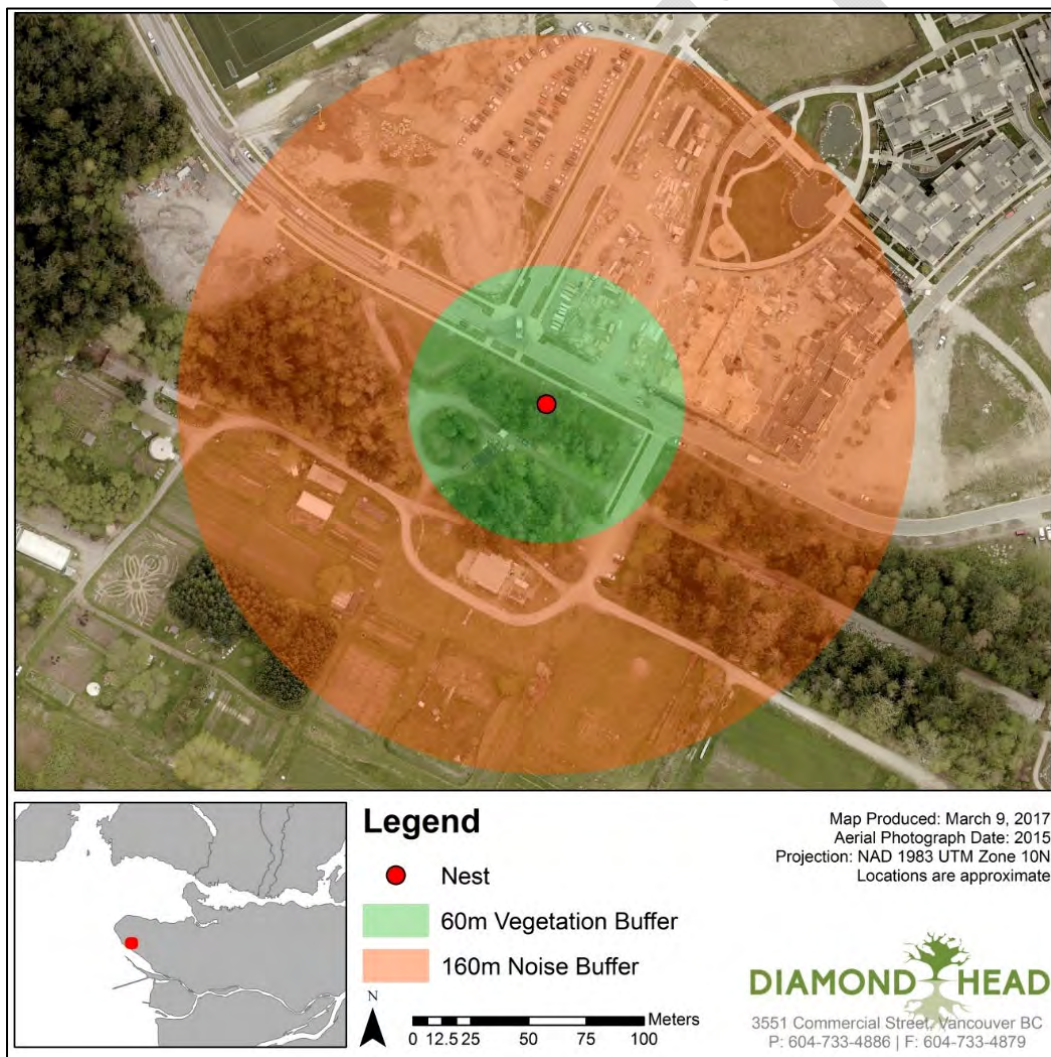 Legend
Nest
60m Vegetation Buffer
160m Noise Buffer
N
Meters
0 12.5 25 50 75 100
Map Produced: March 9, 2017
Aerial Photograph Date: 2015
Projection: NAD 1983 UTM Zone 10N
Locations are approximate
DIAMOND HEAD
3551 Commercial Street, Vancouver BC
P: 604-733-4886 | F: 604-733-4879